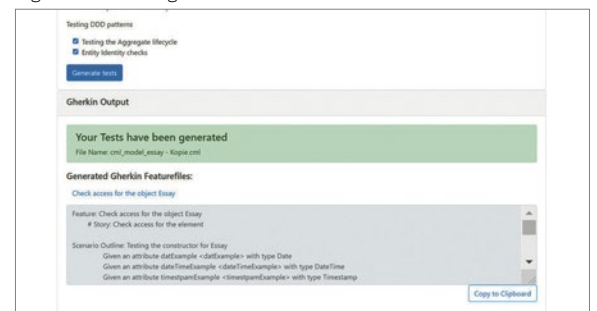 Testing DDD patterns
Testing the Aggregate lifecycle
Entity Identity checks
Generate tests
Gherkin Output
Your Tests have been generated
File Name: cml_model_essay - Kopie.cml
Generated Gherkin Featurefiles:
Check access for the object Essay
Feature: Check access for the object Essay
# Story: Check access for the element
Scenario Outline: Testing the constructor for Essay
Given an attribute datExample <datExample> with type Date
Given an attribute dateTimeExample <dateTimeExample> with type DateTime
Given an attribute timestpamExample <timestpamExample> with type Timestamp
Copy to Clipboard